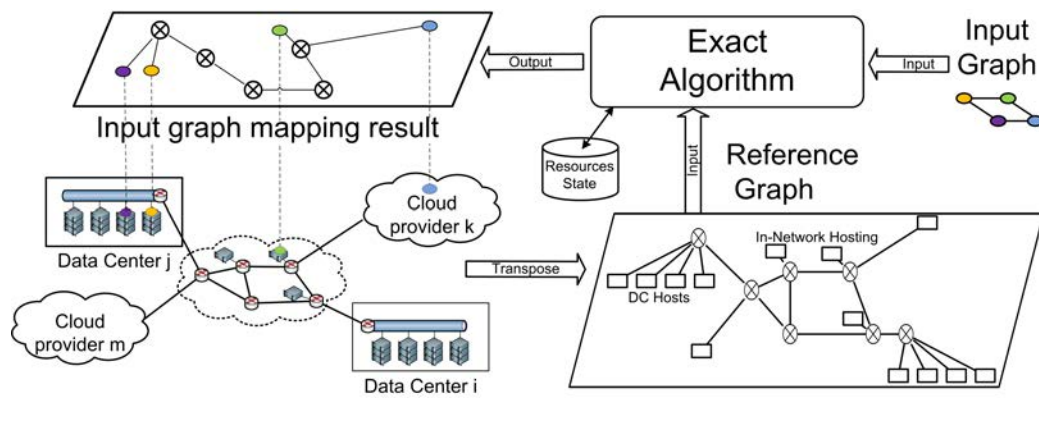 Exact
Algorithm
Output
Input
Input
Graph
Input graph mapping result
Resources
State
Input
Reference
Graph
Cloud
provider k
Data Center j
Transpose
In-Network Hosting
DC Hosts
Cloud
provider m
Data Center i